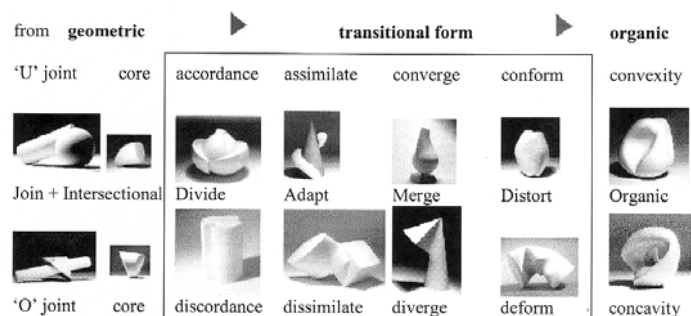 from geometric transitional form organic
'U' joint core accordance assimilate converge conform convexity
Join + Intersectional Divide Adapt Merge Distort Organic
'O' joint core discordance dissimilate diverge deform concavity